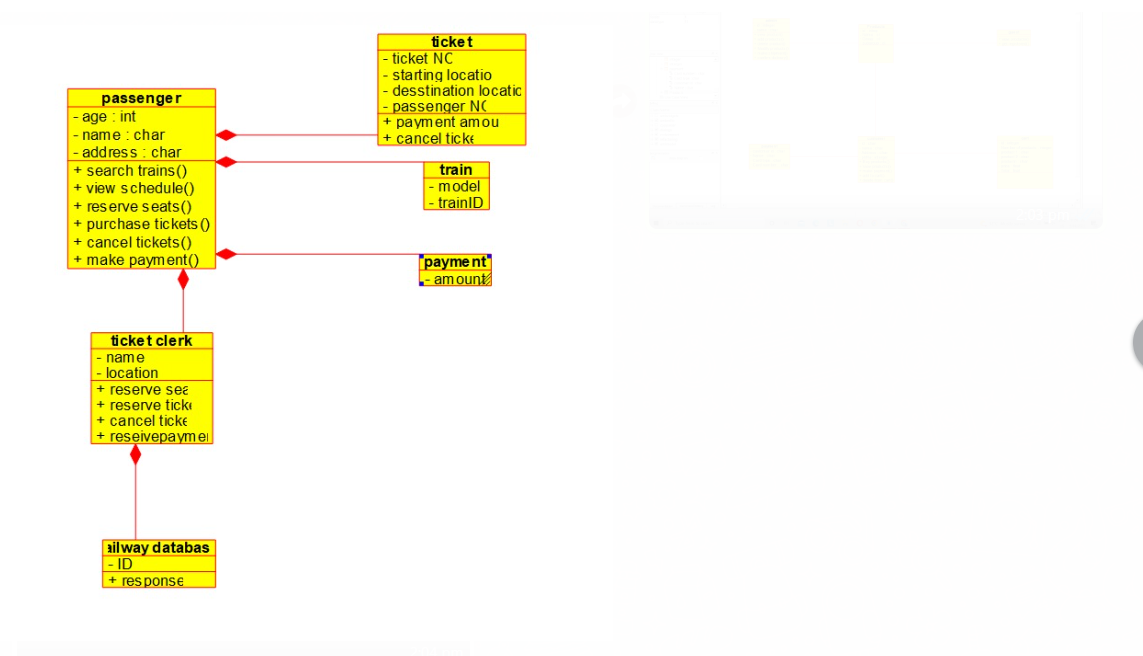 passenger
- age : int
- name : char
- address : char
+ search trains()
+ view schedule()
+ reserve seats()
+ purchase tickets()
+ cancel tickets()
+ make payment()
ticket
- ticket NO
- starting locatio
- desstination locatic
- passenger NO
+ payment amou
+ cancel ticke
train
- model
- trainID
payment
- amount
ticket clerk
- name
- location
+ reserve sea
+ reserve ticke
+ cancel ticke
+ reseivepaymer
ailway databas
- ID
+ response